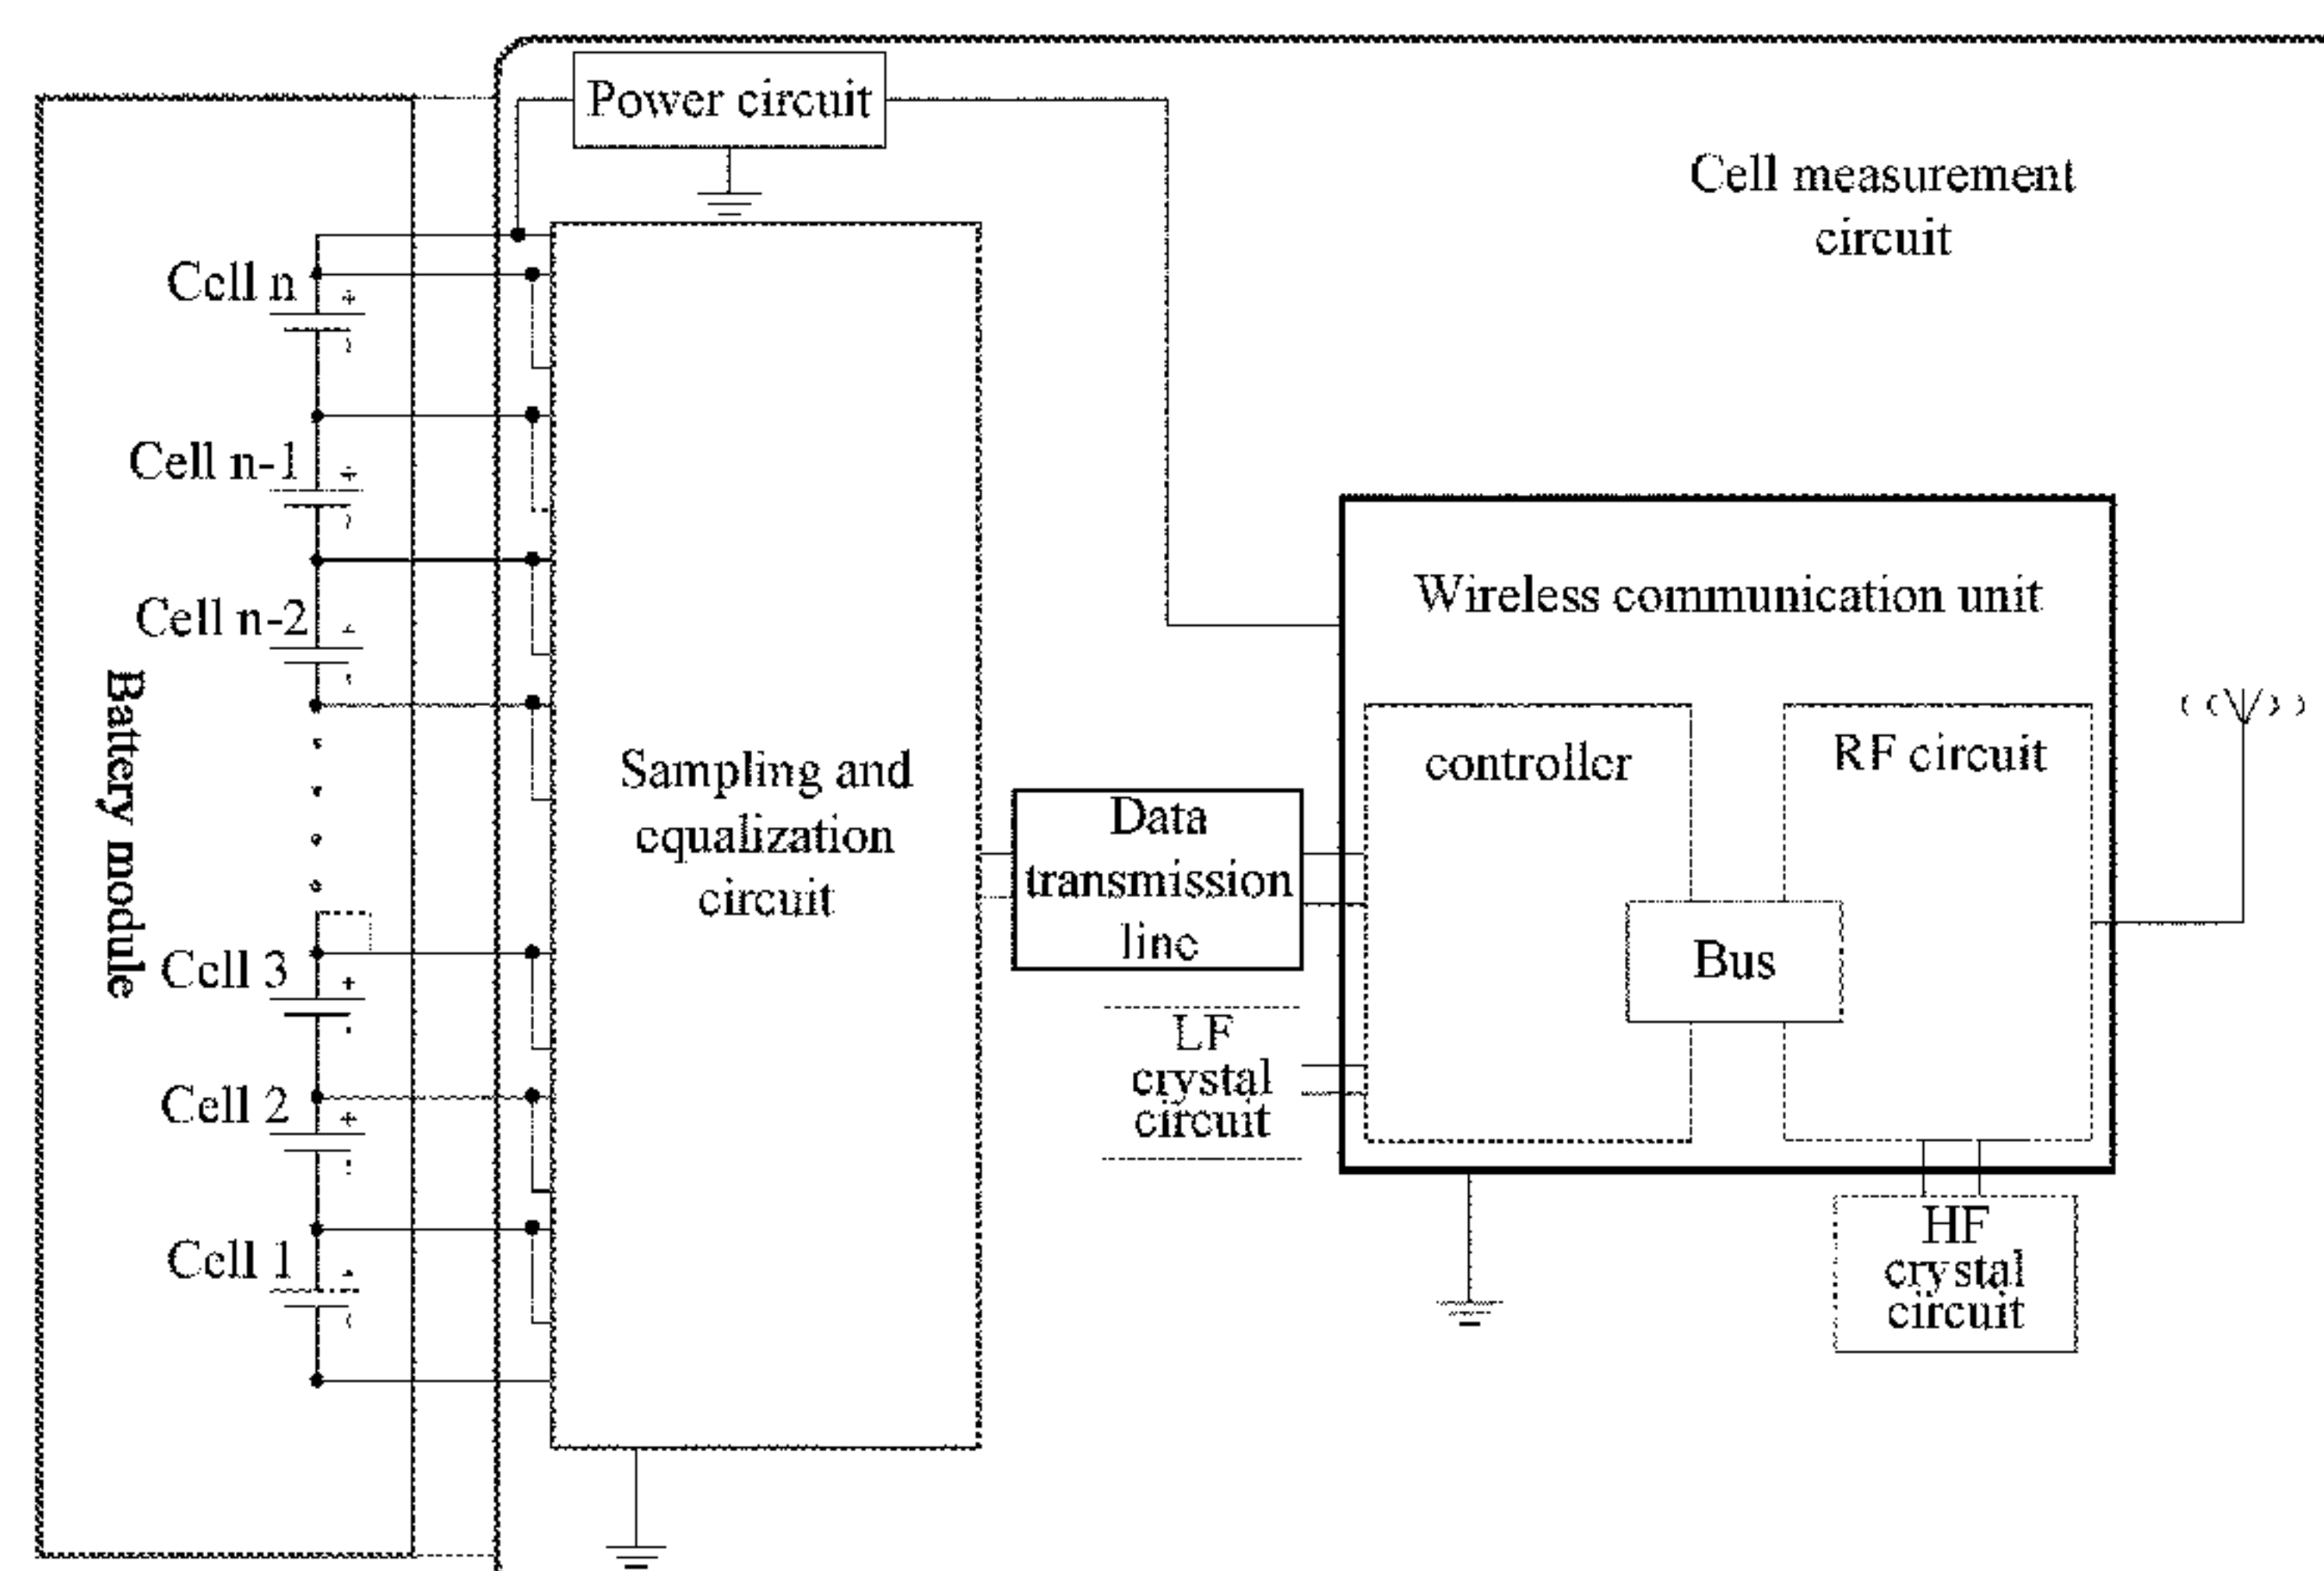 Power circuit
Cell measurement
circuit
Cell n
Cell n-1
Cell n-2
Battery module
Cell 3
Cell 2
Cell 1
Sampling and
equalization
circuit
Data
transmission
line
LF
crystal
circuit
Wireless communication unit
controller
RF circuit
Bus
HF
crystal
circuit